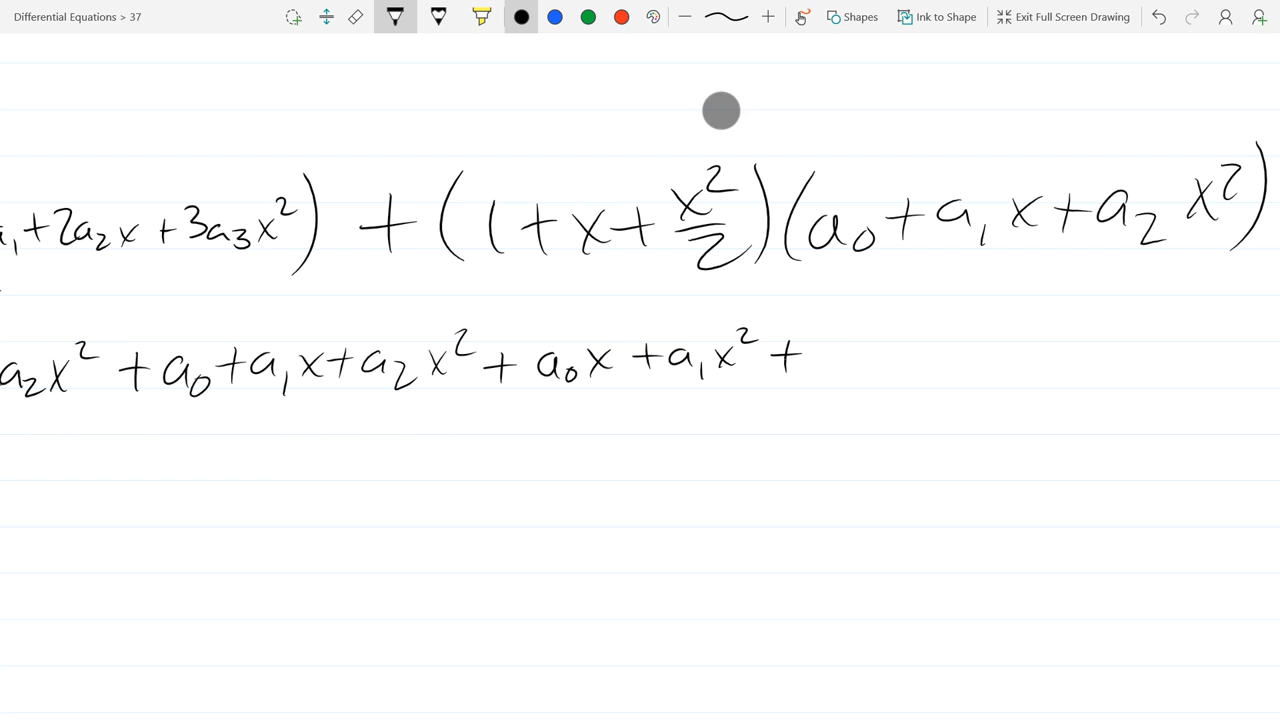 Differential Equations > 37 Shapes Ink to Shape Exit Full Screen Drawing
₁+2a₂x+3a₃x²) + (1+x+x²/2)(a₀+a₁x+a₂x²)
a₂x²+a₀+a₁x+a₂x²+a₀x+a₁x²+